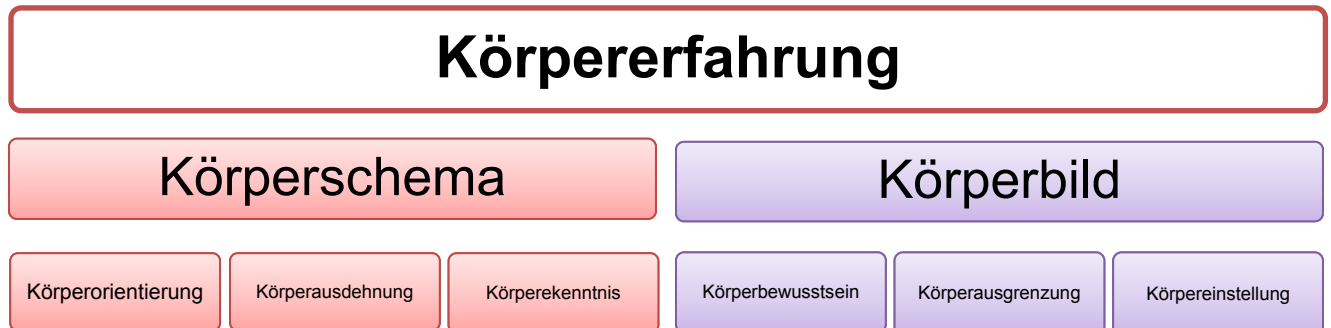 Körpererfahrung
Körperschema
Körperbild
Körperorientierung
Körperausdehnung
Körperekenntnis
Körperbewusstsein
Körperausgrenzung
Körpereinstellung